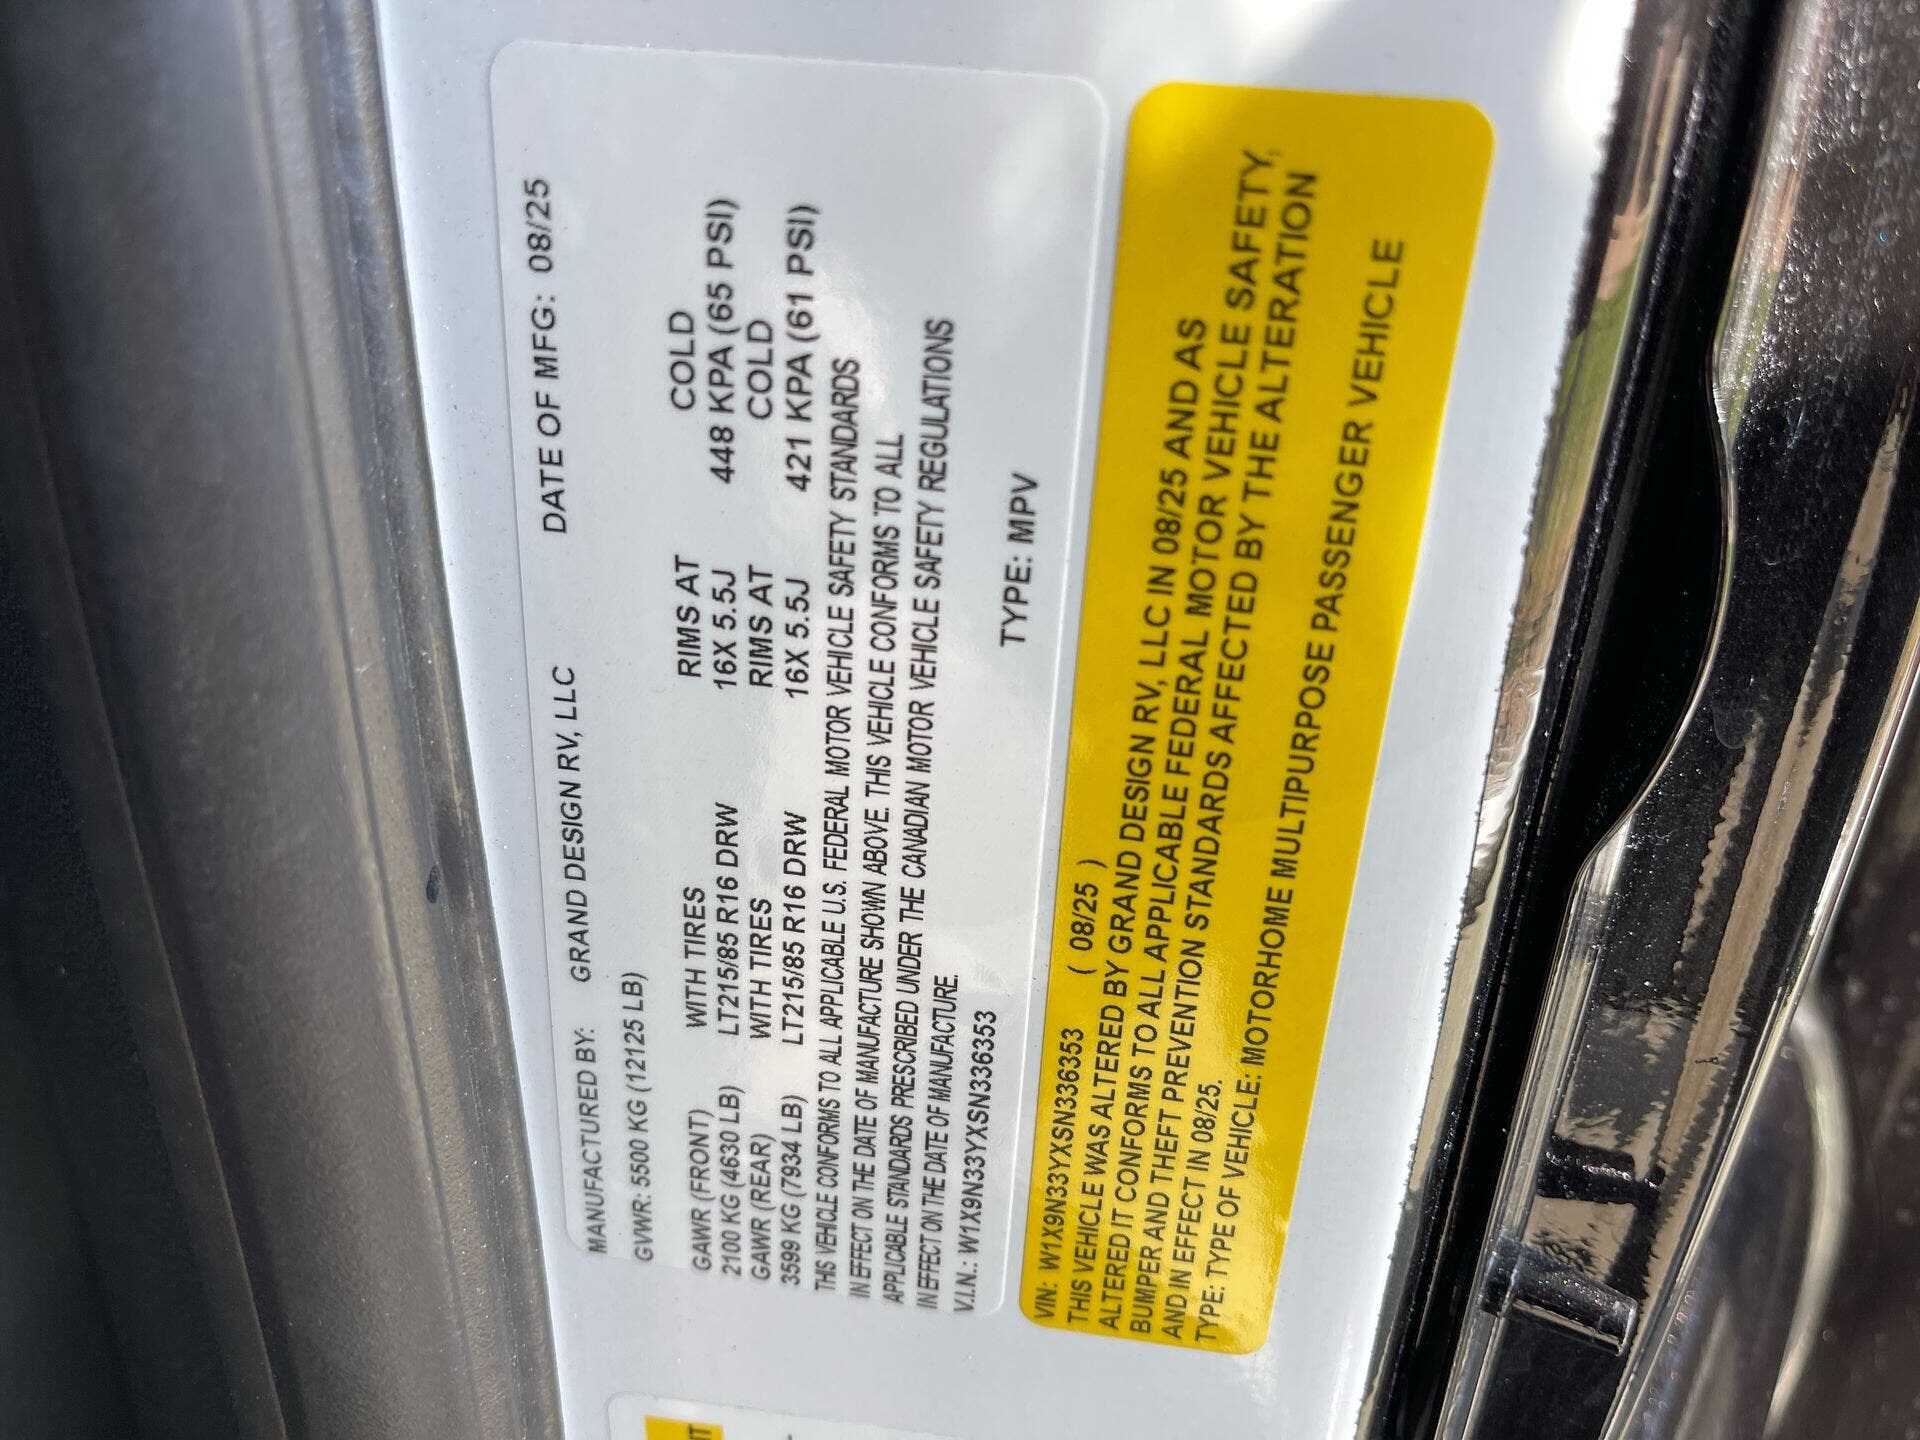 MANUFACTURED BY: GRAND DESIGN RV, LLC DATE OF MFG: 08/25
GVWR: 5500 KG (12125 LB)
GAWR (FRONT) WITH TIRES RIMS AT COLD
2100 KG (4630 LB) LT215/85 R16 DRW 16X 5.5J 448 KPA (65 PSI)
GAWR (REAR) WITH TIRES RIMS AT COLD
3599 KG (7934 LB) LT215/85 R16 DRW 16X 5.5J 421 KPA (61 PSI)
THIS VEHICLE CONFORMS TO ALL APPLICABLE U.S. FEDERAL MOTOR VEHICLE SAFETY STANDARDS
IN EFFECT ON THE DATE OF MANUFACTURE SHOWN ABOVE. THIS VEHICLE CONFORMS TO ALL
APPLICABLE STANDARDS PRESCRIBED UNDER THE CANADIAN MOTOR VEHICLE SAFETY REGULATIONS
IN EFFECT ON THE DATE OF MANUFACTURE.
V.I.N.: W1X9N33YXSN336353 TYPE: MPV
VIN: W1X9N33YXSN336353 ( 08/25 )
THIS VEHICLE WAS ALTERED BY GRAND DESIGN RV, LLC IN 08/25 AND AS
ALTERED IT CONFORMS TO ALL APPLICABLE FEDERAL MOTOR VEHICLE SAFETY,
BUMPER AND THEFT PREVENTION STANDARDS AFFECTED BY THE ALTERATION
AND IN EFFECT IN 08/25.
TYPE: TYPE OF VEHICLE: MOTORHOME MULTIPURPOSE PASSENGER VEHICLE